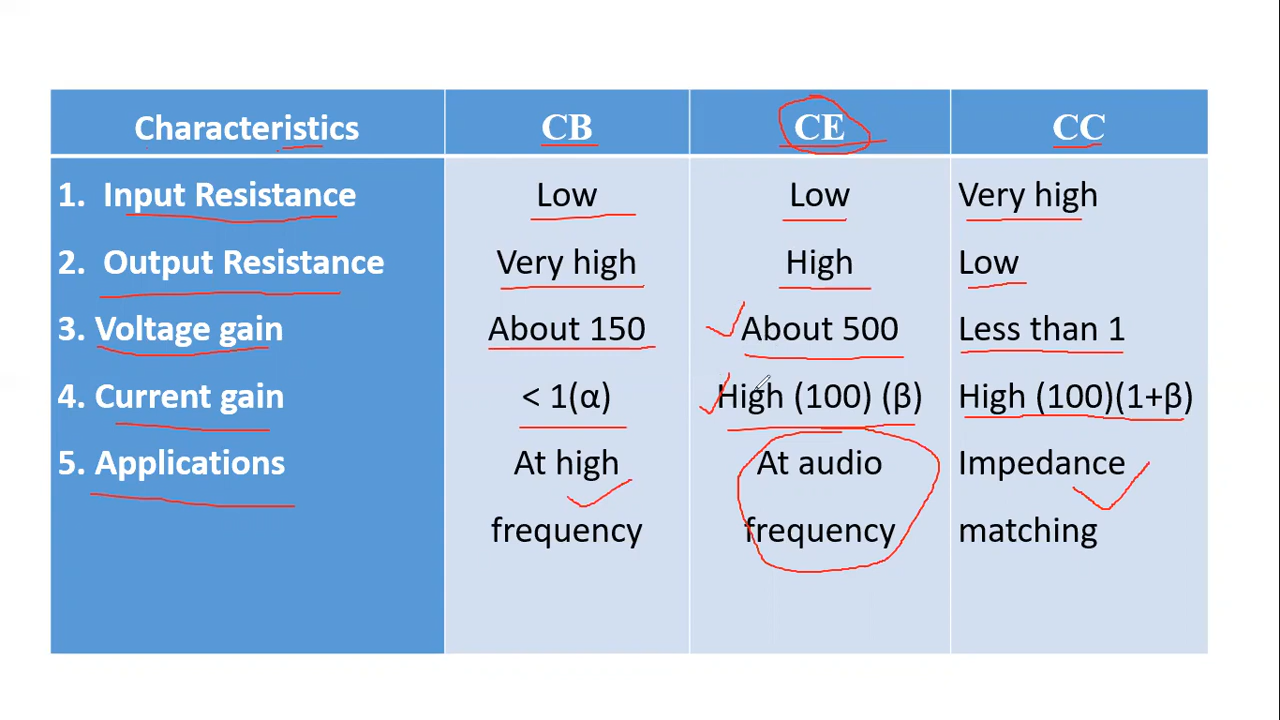 Characteristics CB CE CC
1. Input Resistance Low Low Very high
2. Output Resistance Very high High Low
3. Voltage gain About 150 About 500 Less than 1
4. Current gain < 1(α) High (100) (β) High (100)(1+β)
5. Applications At high At audio Impedance
frequency frequency matching